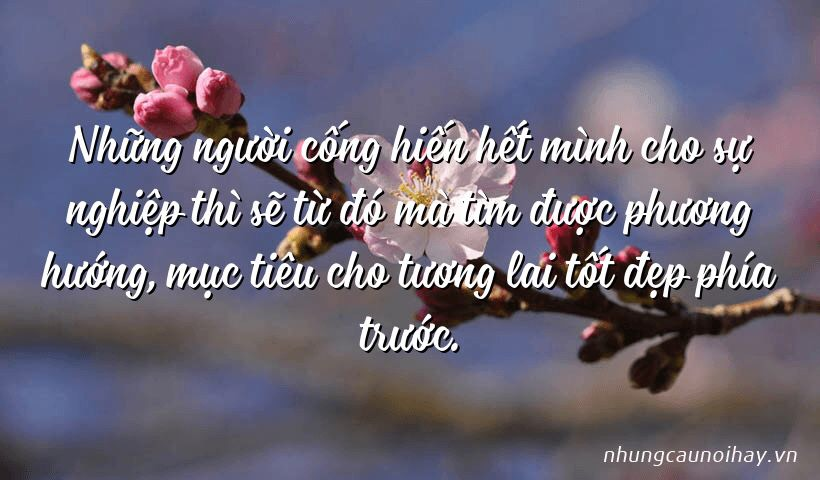 Những người cống hiến hết mình cho sự
nghiệp thì sẽ từ đó mà tìm được phương
hướng, mục tiêu cho tương lai tốt đẹp phía
trước.
nhungcaunoihay.vn